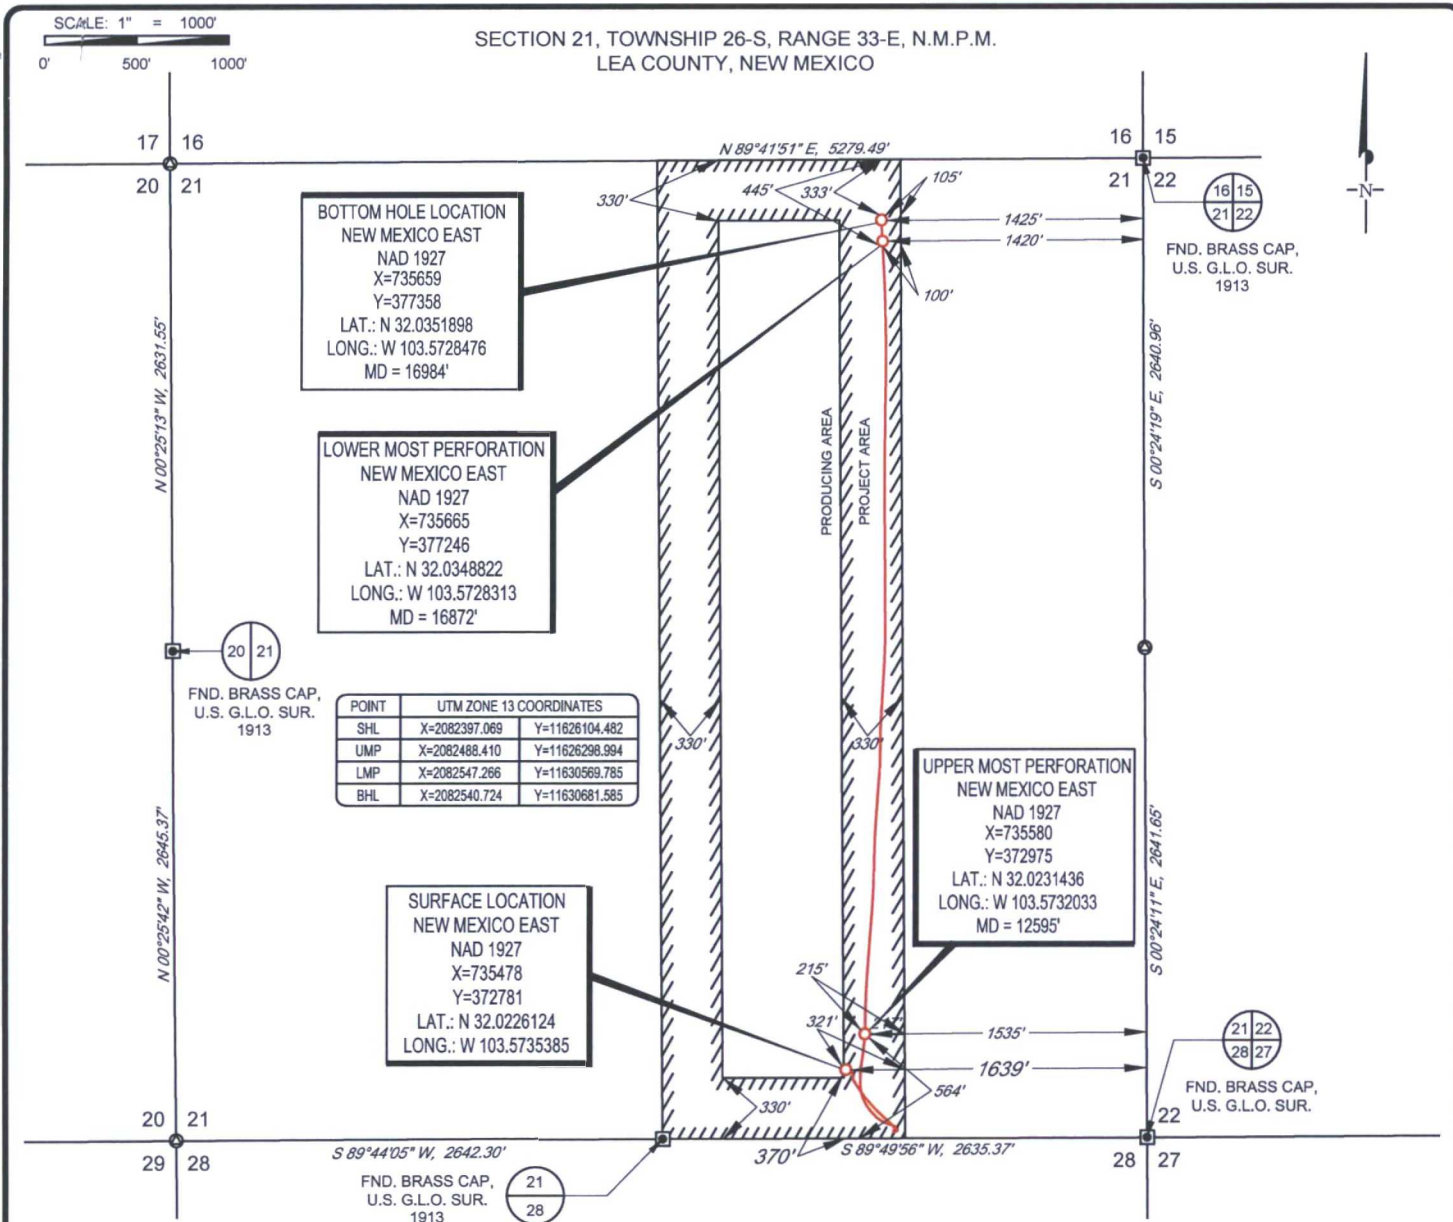 SCALE: 1" = 1000'
0' 500' 1000'
SECTION 21, TOWNSHIP 26-S, RANGE 33-E, N.M.P.M.
LEA COUNTY, NEW MEXICO
17 16
20 21
16 15
21 22
N 89°41'51" E, 5279.49'
16 15
21 22
FND. BRASS CAP,
U.S. G.L.O. SUR.
1913
N
330'
445'
333'
105'
1425'
1420'
100'
BOTTOM HOLE LOCATION
NEW MEXICO EAST
NAD 1927
X=735659
Y=377358
LAT.: N 32.0351898
LONG.: W 103.5728476
MD = 16984'
LOWER MOST PERFORATION
NEW MEXICO EAST
NAD 1927
X=735665
Y=377246
LAT.: N 32.0348822
LONG.: W 103.5728313
MD = 16872'
N 00°25'13" W, 2631.55'
S 00°24'19" E, 2640.96'
PRODUCING AREA
PROJECT AREA
20 21
FND. BRASS CAP,
U.S. G.L.O. SUR.
1913
POINT UTM ZONE 13 COORDINATES
SHL X=2082397.069 Y=11626104.482
UMP X=2082488.410 Y=11626298.994
LMP X=2082547.266 Y=11630569.785
BHL X=2082540.724 Y=11630681.585
330'
330'
UPPER MOST PERFORATION
NEW MEXICO EAST
NAD 1927
X=735580
Y=372975
LAT.: N 32.0231436
LONG.: W 103.5732033
MD = 12595'
N 00°25'42" W, 2645.37'
S 00°24'11" E, 2641.65'
SURFACE LOCATION
NEW MEXICO EAST
NAD 1927
X=735478
Y=372781
LAT.: N 32.0226124
LONG.: W 103.5735385
215'
321'
1535'
1639'
564'
330'
370'
21 22
28 27
FND. BRASS CAP,
U.S. G.L.O. SUR.
20 21
29 28
22
28 27
S 89°44'05" W, 2642.30'
S 89°49'56" W, 2635.37'
FND. BRASS CAP,
U.S. G.L.O. SUR.
1913
21
28